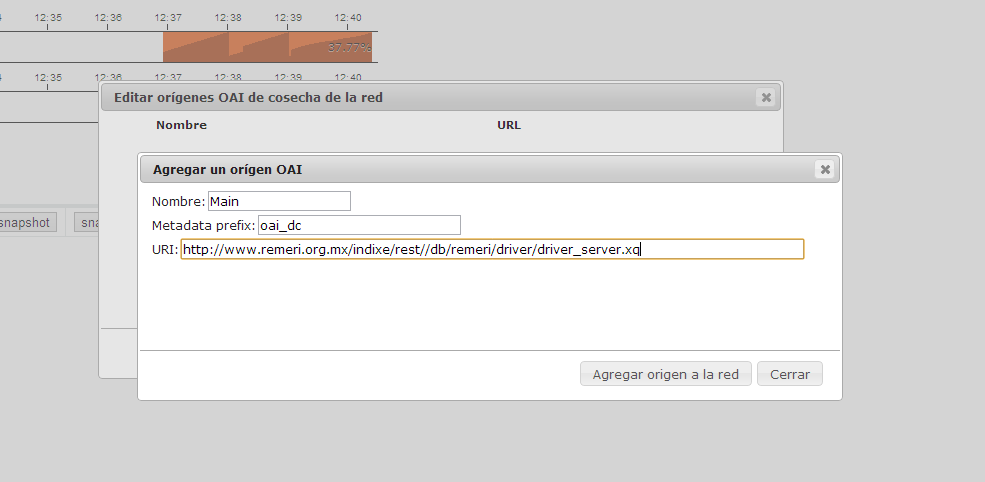 12:35 12:36 12:37 12:38 12:39 12:40
37.77%
12:35 12:36 12:37 12:38 12:39 12:40
Editar orígenes OAI de cosecha de la red
Nombre URL
Agregar un orígen OAI
Nombre: Main
Metadata prefix: oai_dc
URI: http://www.remeri.org.mx/indixe/rest//db/remeri/driver/driver_server.xq
snapshot sna
Agregar origen a la red Cerrar